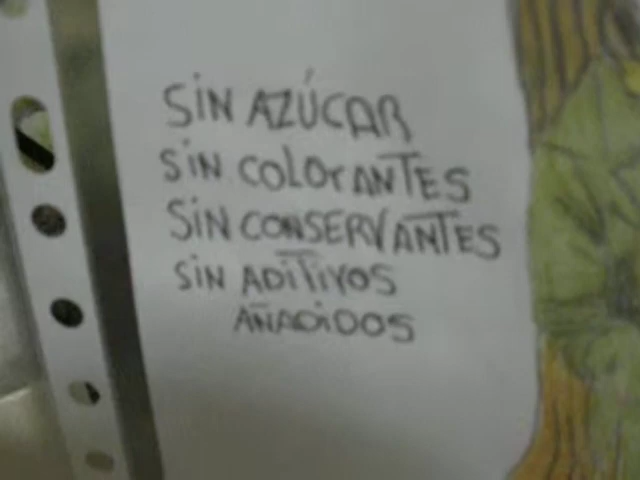 SIN AZÚCAR
SIN COLORANTES
SIN CONSERVANTES
SIN ADITIVOS
AÑADIDOS